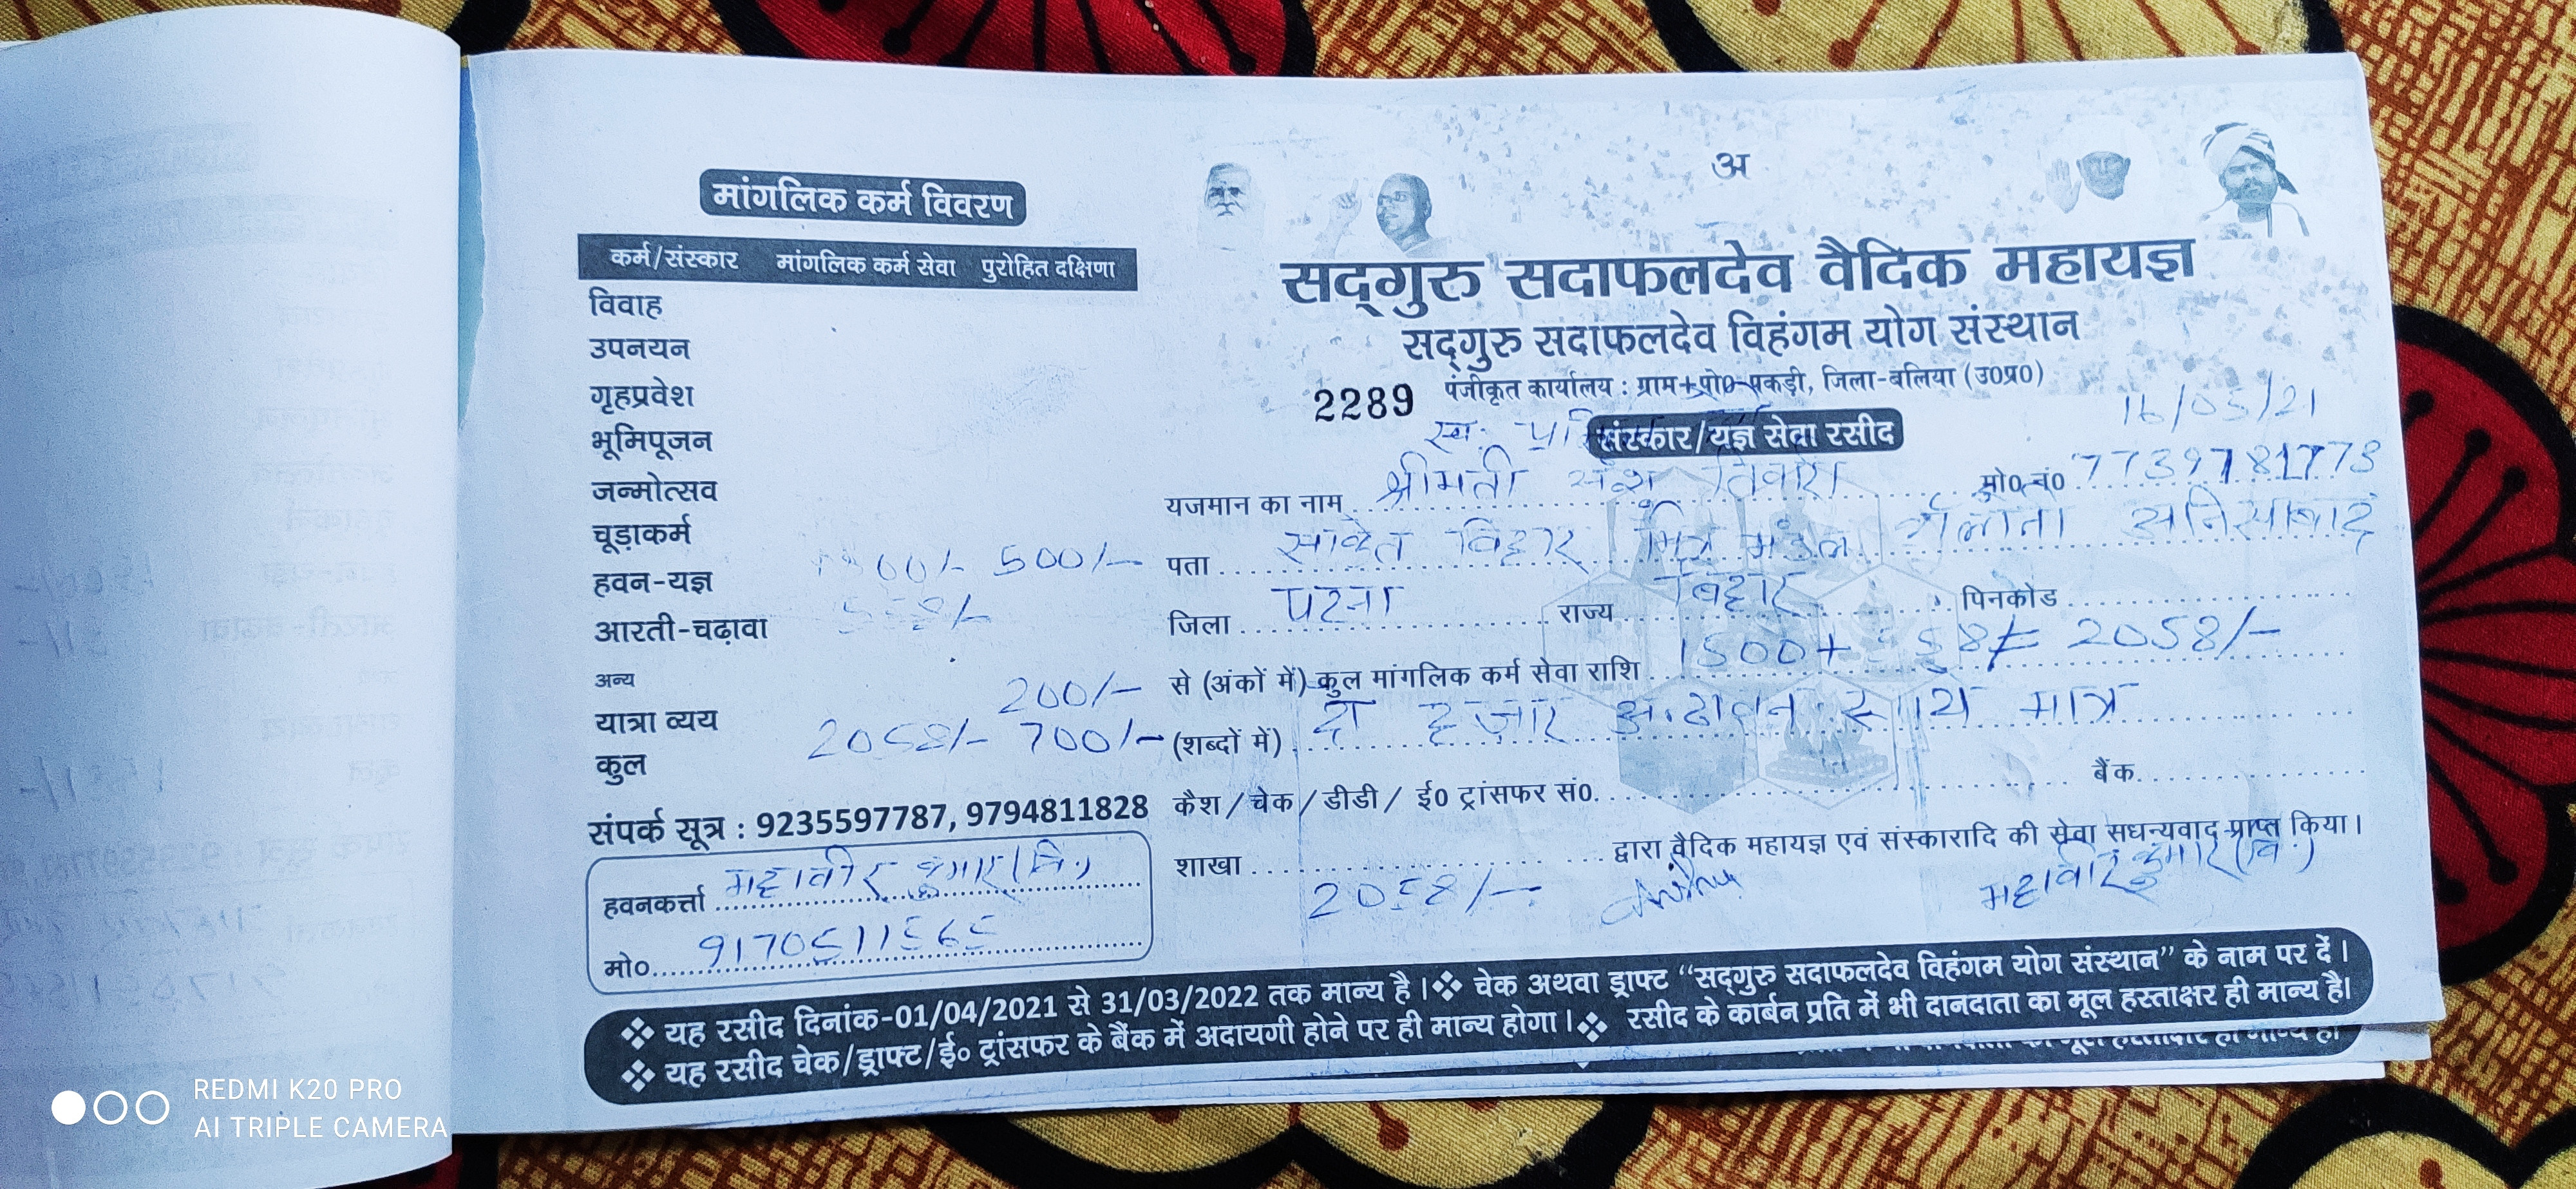 मांगलिक कर्म विवरण
कर्म/संस्कार मांगलिक कर्म सेवा पुरोहित दक्षिणा
विवाह
उपनयन
गृहप्रवेश
भूमिपूजन
जन्मोत्सव
चूड़ाकर्म
हवन-यज्ञ 1500/- 500/-
आरती-चढ़ावा 558/-
अन्य
यात्रा व्यय 200/-
कुल 2058/- 700/-
संपर्क सूत्र : 9235597787, 9794811828
हवनकर्त्ता महावीर कुमार (वि.)
मो० 9170511565
अ
सद्गुरु सदाफलदेव वैदिक महायज्ञ
सद्गुरु सदाफलदेव विहंगम योग संस्थान
2289 पंजीकृत कार्यालय : ग्राम+पो०-पकड़ी, जिला-बलिया (उ०प्र०)
16/05/21
स्व.
संस्कार/यज्ञ सेवा रसीद
यजमान का नाम श्रीमती तिवारी मो० नं० 7739781773
पता साकेत विहार मित्र मंडल अनिसाबाद
जिला पटना राज्य बिहार पिनकोड
से (अंकों में) कुल मांगलिक कर्म सेवा राशि 1500+558/= 2058/-
(शब्दों में) दो हजार अंठावन रूपये मात्र
कैश / चेक / डीडी / ई० ट्रांसफर सं०. बैंक
शाखा द्वारा वैदिक महायज्ञ एवं संस्कारादि की सेवा सधन्यवाद प्राप्त किया।
2058/- महावीर कुमार (वि.)
❖ यह रसीद दिनांक-01/04/2021 से 31/03/2022 तक मान्य है। ❖ चेक अथवा ड्राफ्ट “सद्गुरु सदाफलदेव विहंगम योग संस्थान” के नाम पर दें।
❖ यह रसीद चेक/ड्राफ्ट/ई० ट्रांसफर के बैंक में अदायगी होने पर ही मान्य होगा। ❖ रसीद के कार्बन प्रति में भी दानदाता का मूल हस्ताक्षर ही मान्य है।
REDMI K20 PRO
AI TRIPLE CAMERA